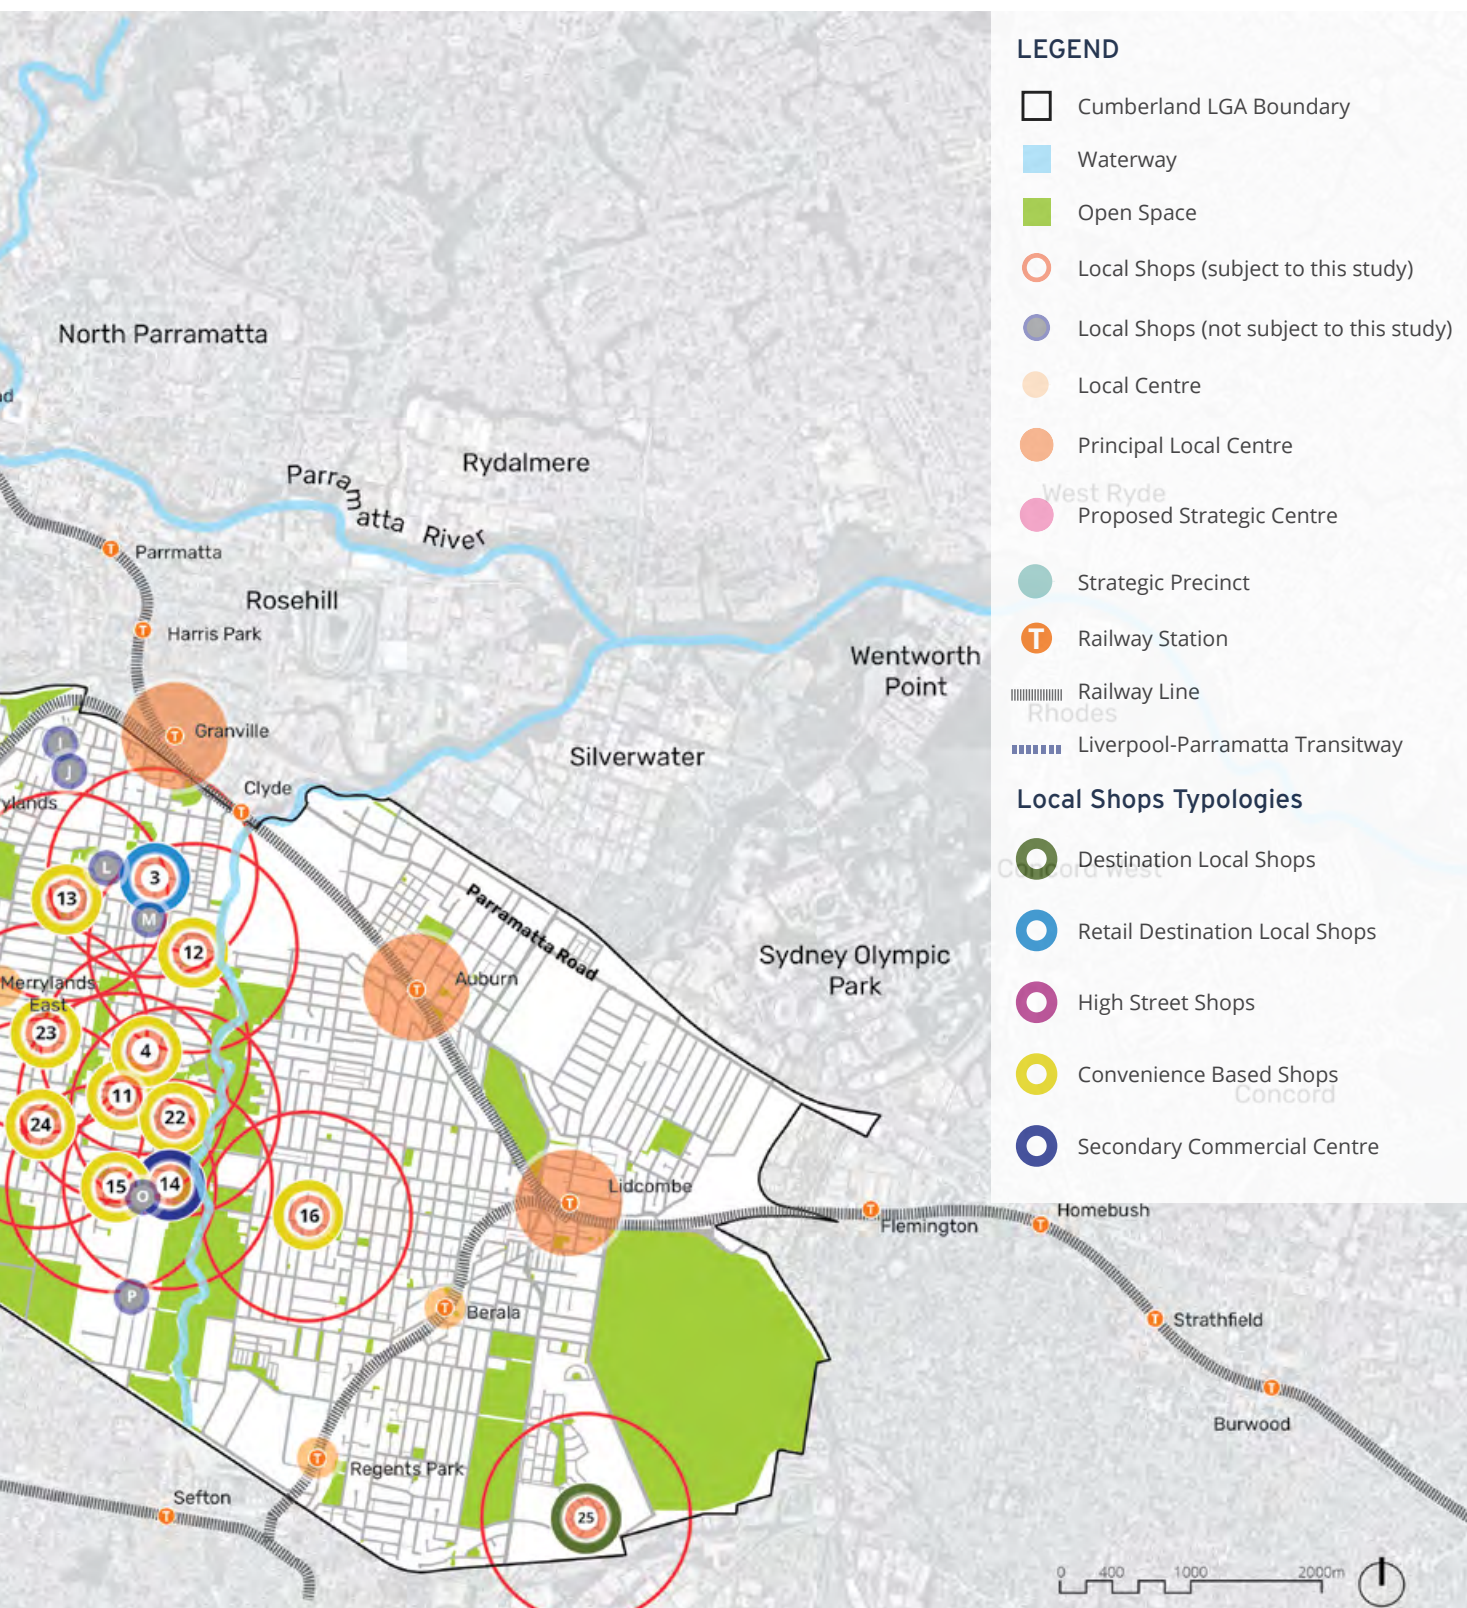 LEGEND
Cumberland LGA Boundary
Waterway
Open Space
Local Shops (subject to this study)
Local Shops (not subject to this study)
Local Centre
Principal Local Centre
West Ryde
Proposed Strategic Centre
Strategic Precinct
T Railway Station
Railway Line
Rhodes
Liverpool-Parramatta Transitway
Local Shops Typologies
Destination Local Shops
Concord West
Retail Destination Local Shops
High Street Shops
Convenience Based Shops
Concord
Secondary Commercial Centre
North Parramatta
Rydalmere
Parramatta River
T Parrmatta
Rosehill
T Harris Park
Wentworth
Point
T Granville
Silverwater
I
J
Clyde
T
ylands
L
3
13
M
12
Parramatta Road
Sydney Olympic
Park
Merrylands
East
T Auburn
23
4
11
22
24
15
O
14
16
Lidcombe
T
T
Flemington
Homebush
T
P
T Berala
T Strathfield
T
Burwood
T
Regents Park
Sefton
T
25
0 400 1000 2000m